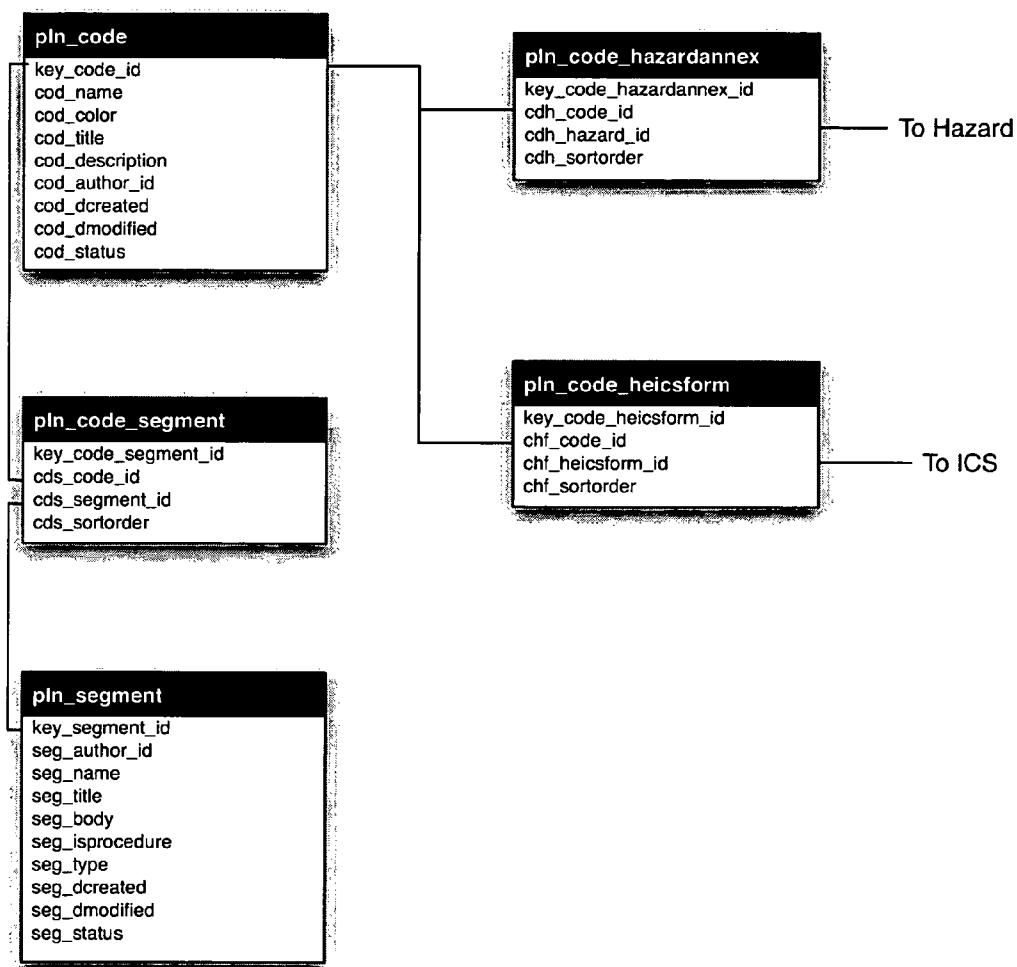 pln_code
key_code_id
cod_name
cod_color
cod_title
cod_description
cod_author_id
cod_dcreated
cod_dmodified
cod_status
pln_code_hazardannex
key_code_hazardannex_id
cdh_code_id
cdh_hazard_id
cdh_sortorder
To Hazard
pln_code_segment
key_code_segment_id
cds_code_id
cds_segment_id
cds_sortorder
pln_code_heicsform
key_code_heicsform_id
chf_code_id
chf_heicsform_id
chf_sortorder
To ICS
pln_segment
key_segment_id
seg_author_id
seg_name
seg_title
seg_body
seg_isprocedure
seg_type
seg_dcreated
seg_dmodified
seg_status